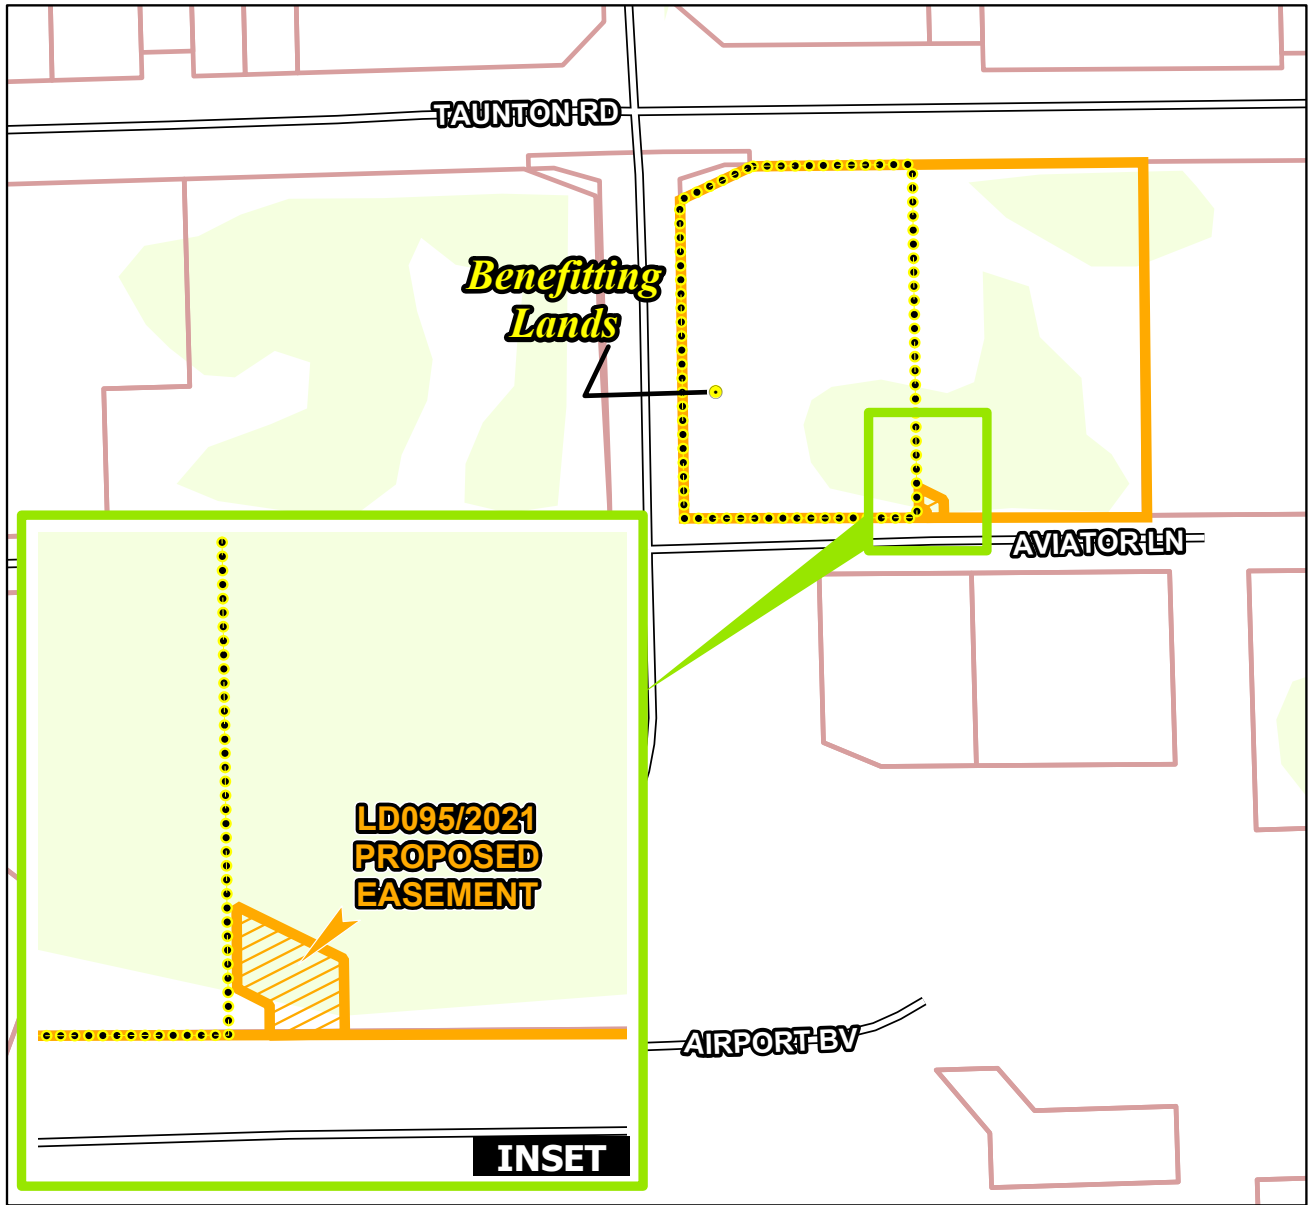 TAUNTON RD
Benefitting
Lands
AVIATOR LN
LD095/2021
PROPOSED
EASEMENT
AIRPORT BV
INSET